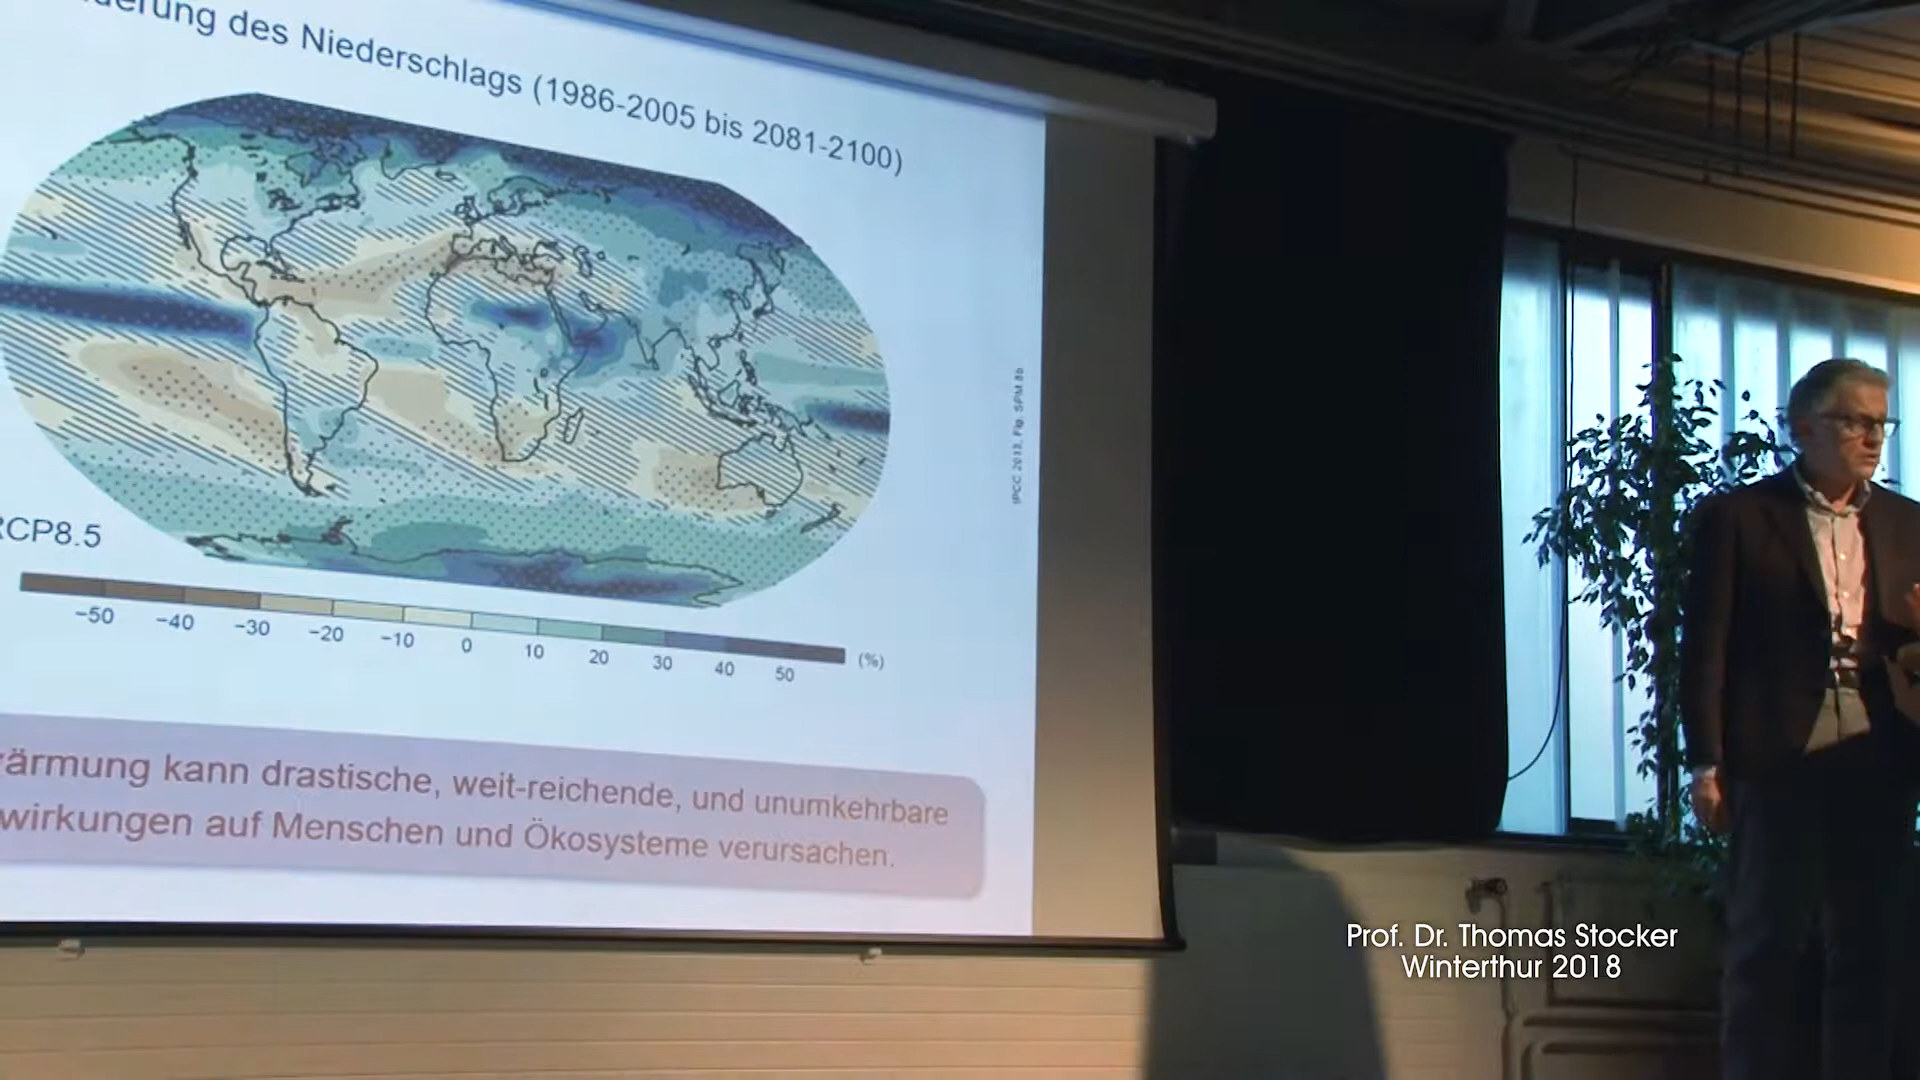 derung des Niederschlags (1986-2005 bis 2081-2100)
IPCC 2013, Fig. SPM.8b
RCP8.5
−50 −40 −30 −20 −10 0 10 20 30 40 50 (%)
wärmung kann drastische, weit-reichende, und unumkehrbare
wirkungen auf Menschen und Ökosysteme verursachen.
Prof. Dr. Thomas Stocker
Winterthur 2018